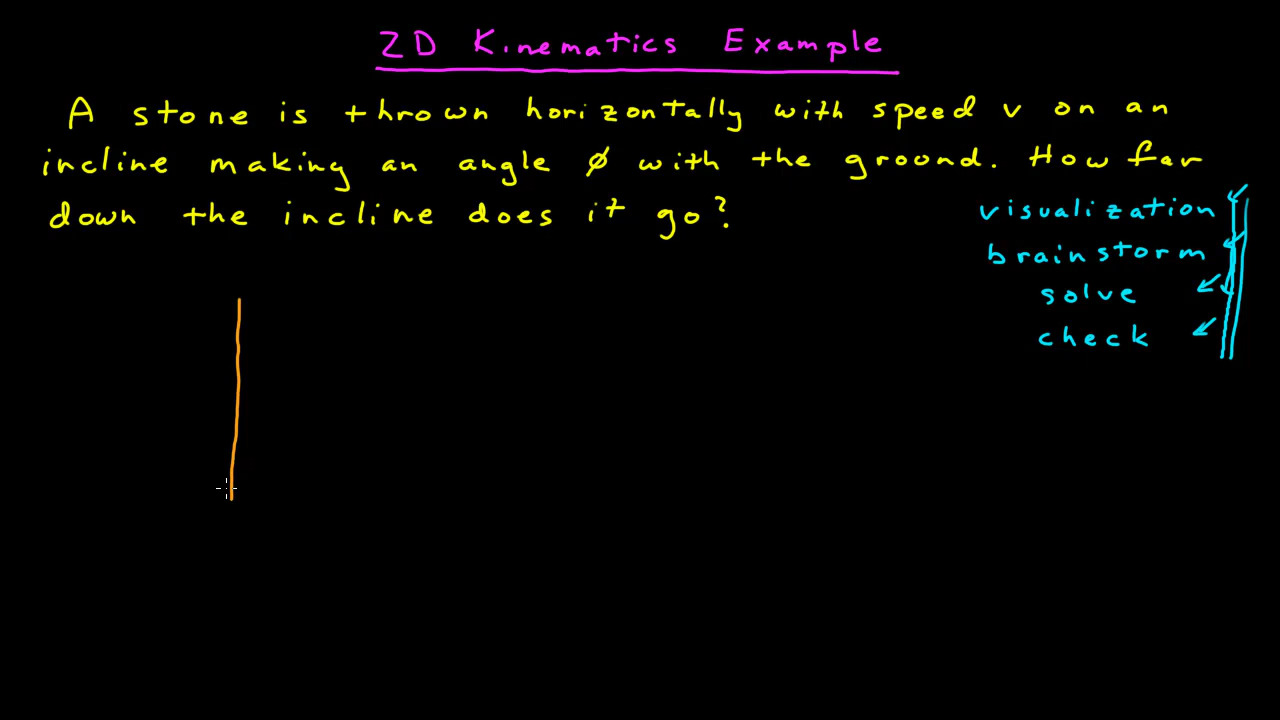 2D Kinematics Example
A stone is thrown horizontally with speed v on an
incline making an angle ϕ with the ground. How far
down the incline does it go?
visualization
brainstorm
solve
check